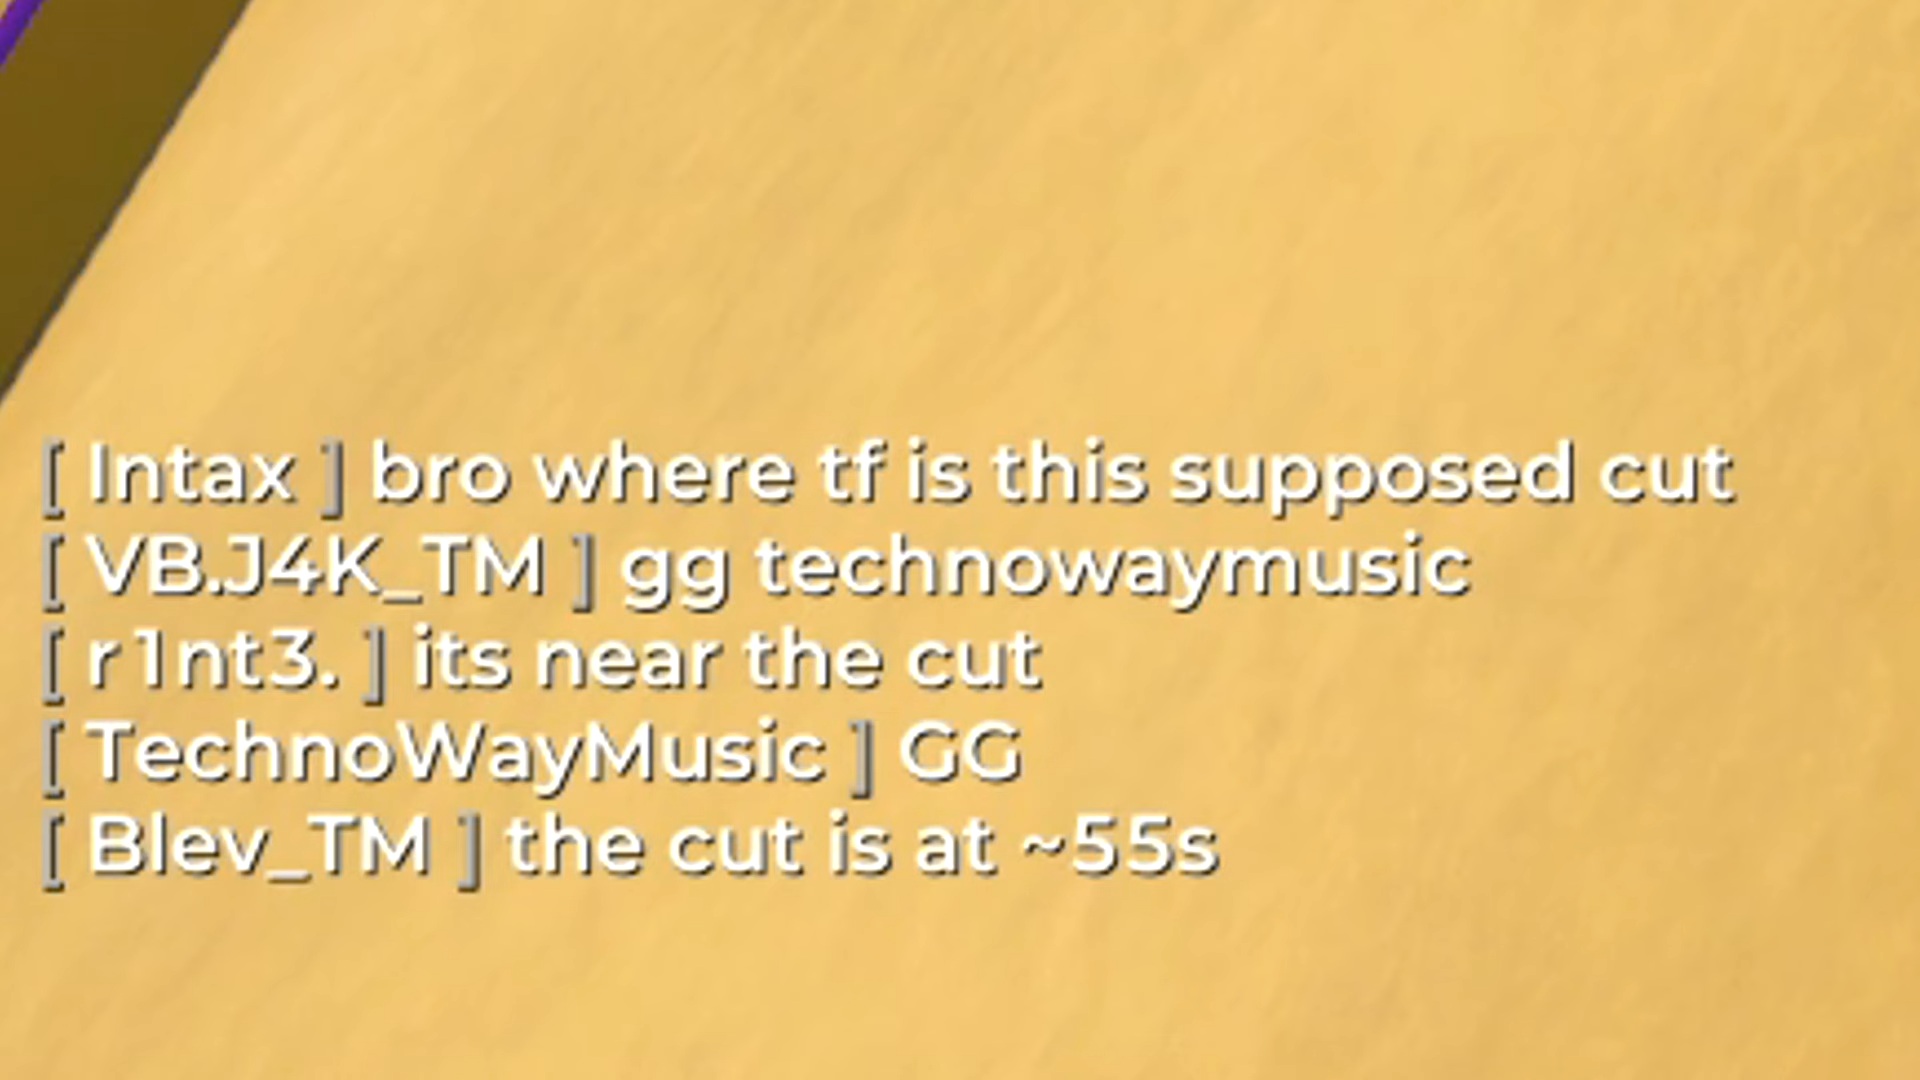 [ Intax ] bro where tf is this supposed cut
[ VB.J4K_TM ] gg technowaymusic
[ r1nt3. ] its near the cut
[ TechnoWayMusic ] GG
[ Blev_TM ] the cut is at ~55s